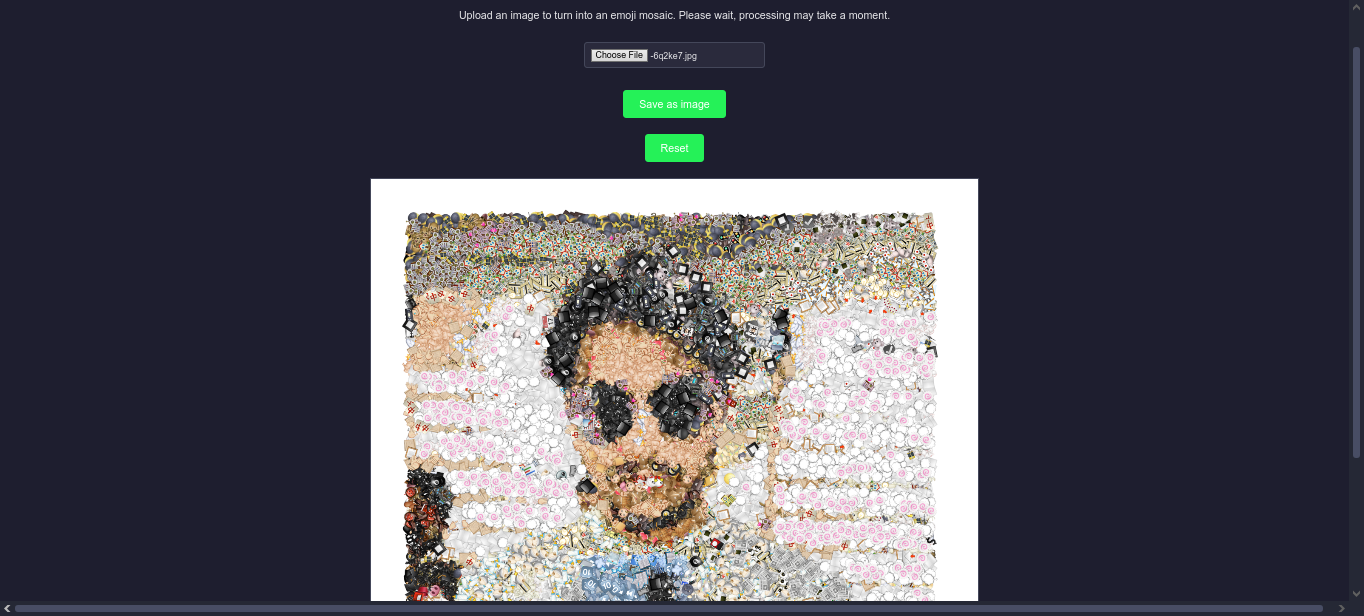 Upload an image to turn into an emoji mosaic. Please wait, processing may take a moment.
Choose File -6q2ke7.jpg
Save as image
Reset